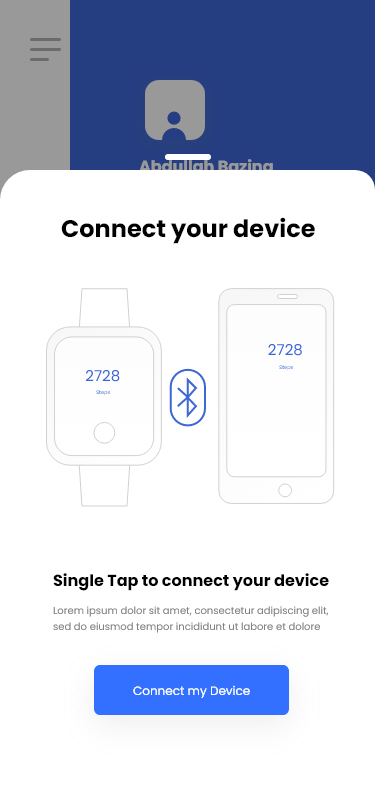 Abdullah Bazing
Connect your device
2728
Steps
2728
Steps
Single Tap to connect your device
Lorem ipsum dolor sit amet, consectetur adipiscing elit,
sed do eiusmod tempor incididunt ut labore et dolore
Connect my Device